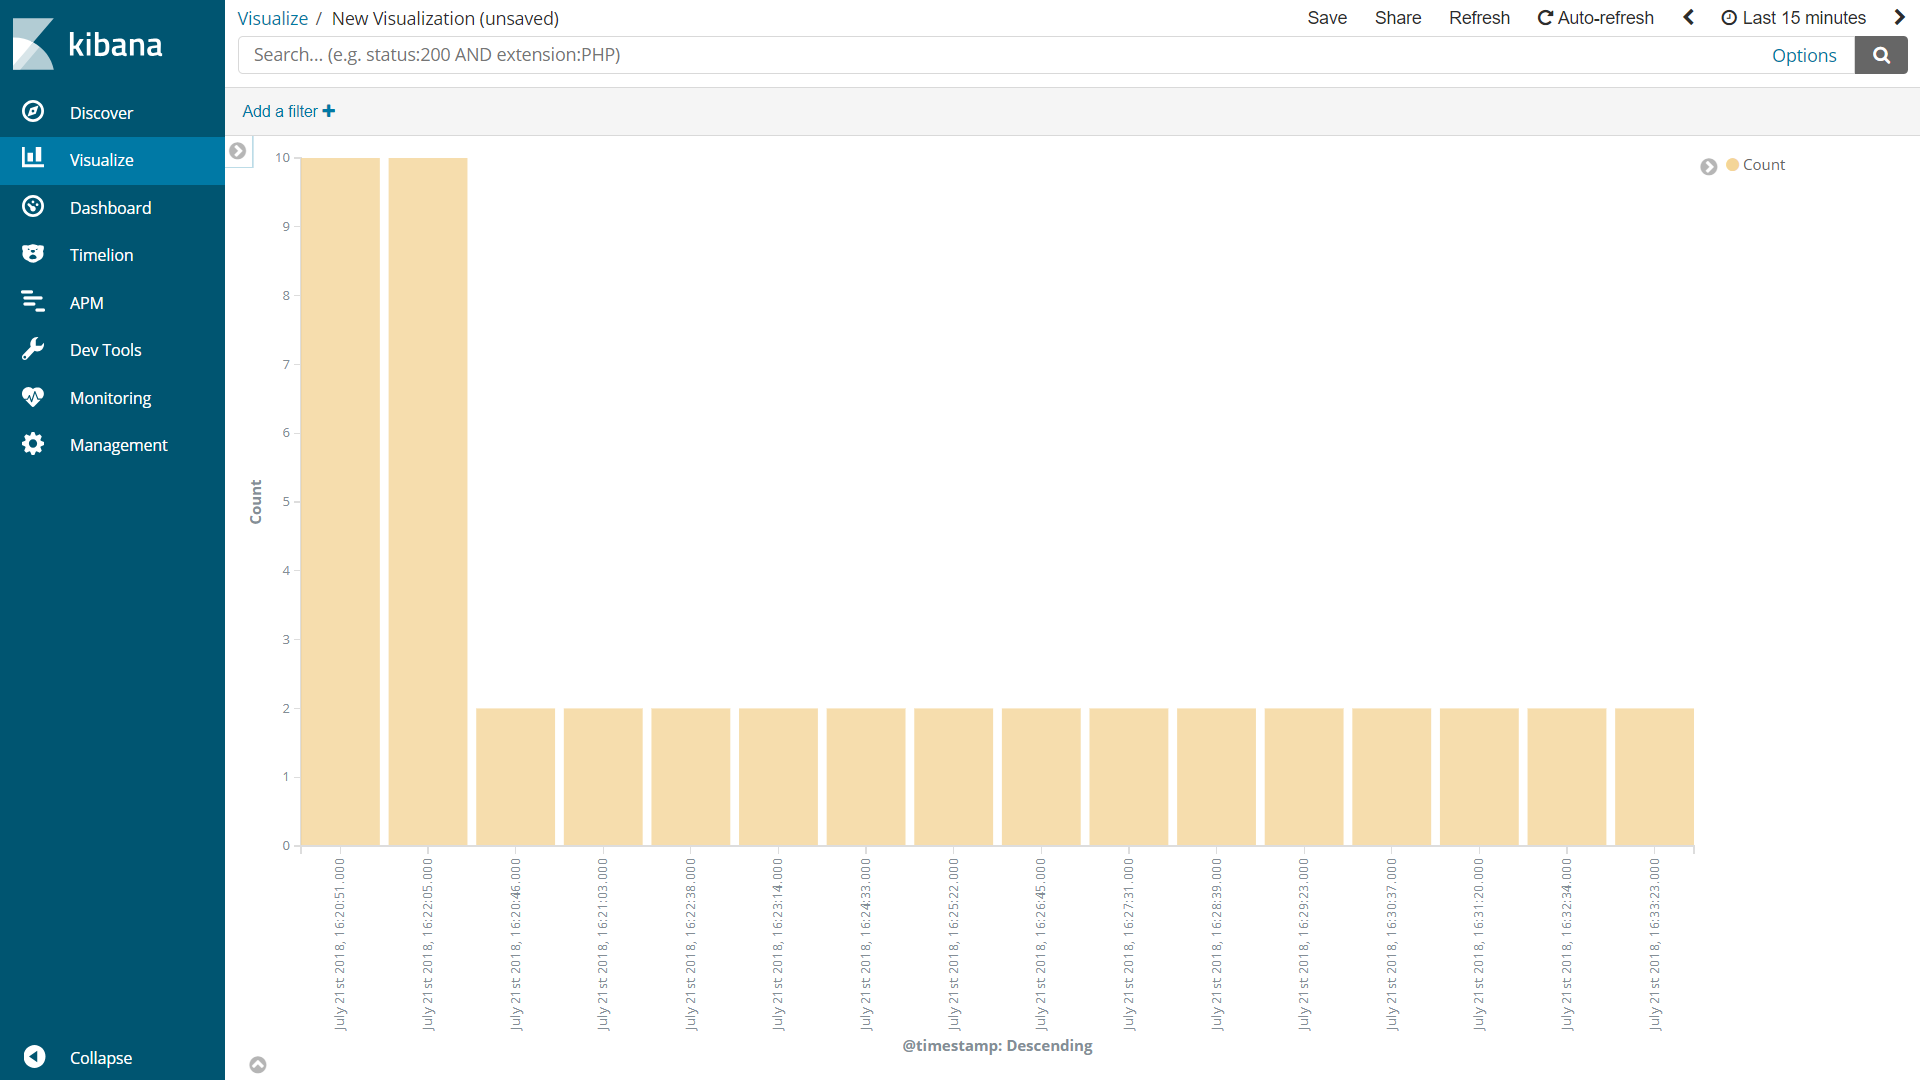 kibana
Discover
Visualize
Dashboard
Timelion
APM
Dev Tools
Monitoring
Management
Collapse
Visualize / New Visualization (unsaved)
Save Share Refresh Auto-refresh Last 15 minutes
Search... (e.g. status:200 AND extension:PHP) Options
Add a filter
Count
10
9
8
7
6
5
4
3
2
1
0
Count
July 21st 2018, 16:20:51.000
July 21st 2018, 16:22:05.000
July 21st 2018, 16:20:46.000
July 21st 2018, 16:21:03.000
July 21st 2018, 16:22:38.000
July 21st 2018, 16:23:14.000
July 21st 2018, 16:24:33.000
July 21st 2018, 16:25:22.000
July 21st 2018, 16:26:45.000
July 21st 2018, 16:27:31.000
July 21st 2018, 16:28:39.000
July 21st 2018, 16:29:23.000
July 21st 2018, 16:30:37.000
July 21st 2018, 16:31:20.000
July 21st 2018, 16:32:34.000
July 21st 2018, 16:33:23.000
@timestamp: Descending